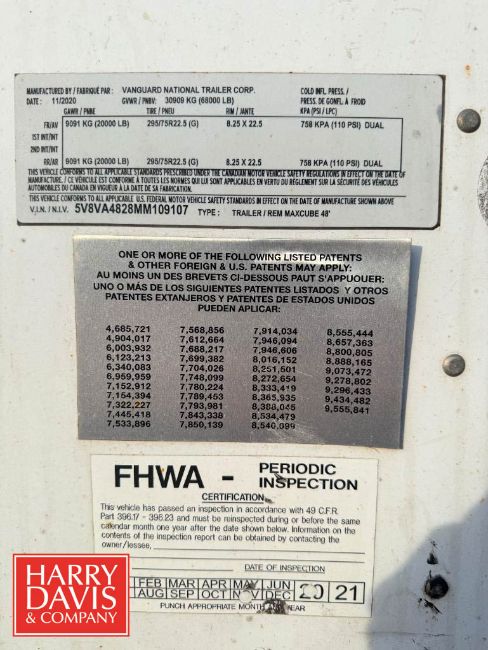 MANUFACTURED BY / FABRIQUÉ PAR : VANGUARD NATIONAL TRAILER CORP. COLD INFL. PRESS. /
DATE : 11/2020 GVWR / PNBV: 30909 KG (68000 LB) PRESS. DE GONFL. À FROID
GAWR / PNBE TIRE / PNEU RIM / JANTE KPA (PSI / LPC)
FR/AV 9091 KG (20000 LB) 295/75R22.5 (G) 8.25 X 22.5 758 KPA (110 PSI) DUAL
1ST INT/INT
2ND INT/INT
RR/AR 9091 KG (20000 LB) 295/75R22.5 (G) 8.25 X 22.5 758 KPA (110 PSI) DUAL
THIS VEHICLE CONFORMS TO ALL APPLICABLE STANDARDS PRESCRIBED UNDER THE CANADIAN MOTOR VEHICLE SAFETY REGULATIONS IN EFFECT ON THE DATE OF
MANUFACTURE. / CE VÉHICULE EST CONFORME À TOUTES LES NORMES QUI LUI SONT APPLICABLES EN VERTU DU RÈGLEMENT SUR LA SÉCURITÉ DES VÉHICULES
AUTOMOBILES DU CANADA EN VIGUEUR À LA DATE DE SA FABRICATION.
THIS VEHICLE CONFORMS TO ALL APPLICABLE U.S. FEDERAL MOTOR VEHICLE SAFETY STANDARDS IN EFFECT ON THE DATE OF MANUFACTURE SHOWN ABOVE.
V.I.N. / N.I.V. 5V8VA4828MM109107 TYPE : TRAILER / REM MAXCUBE 48'
ONE OR MORE OF THE FOLLOWING LISTED PATENTS
& OTHER FOREIGN & U.S. PATENTS MAY APPLY:
AU MOINS UN DES BREVETS CI-DESSOUS PEUT S'APPLIQUER:
UNO O MÁS DE LOS SIGUIENTES PATENTES LISTADOS Y OTROS
PATENTES EXTANJEROS Y PATENTES DE ESTADOS UNIDOS
PUEDEN APLICAR:
4,685,721 7,568,856 7,914,034 8,555,444
4,904,017 7,612,664 7,946,094 8,657,363
6,003,932 7,688,217 7,946,606 8,800,805
6,123,213 7,699,382 8,016,152 8,888,165
6,340,083 7,704,026 8,251,501 9,073,472
6,959,959 7,748,099 8,272,654 9,278,802
7,152,912 7,780,224 8,333,419 9,296,433
7,154,394 7,789,453 8,365,935 9,434,482
7,322,227 7,793,981 8,388,045 9,555,841
7,445,418 7,843,338 8,534,479
7,533,896 7,850,139 8,540,099
FHWA - PERIODIC
INSPECTION
CERTIFICATION
This vehicle has passed an inspection in accordance with 49 C.F.R.
Part 396.17 - 396.23 and must be reinspected during or before the same
calendar month one year after the date shown below. Information on the
contents of the inspection report can be obtained by contacting the
owner/lessee,
DATE OF INSPECTION
FEB MAR APR MAY JUN 20 21
AUG SEP OCT NOV DEC
PUNCH APPROPRIATE MONTH YEAR
HARRY
DAVIS
& COMPANY